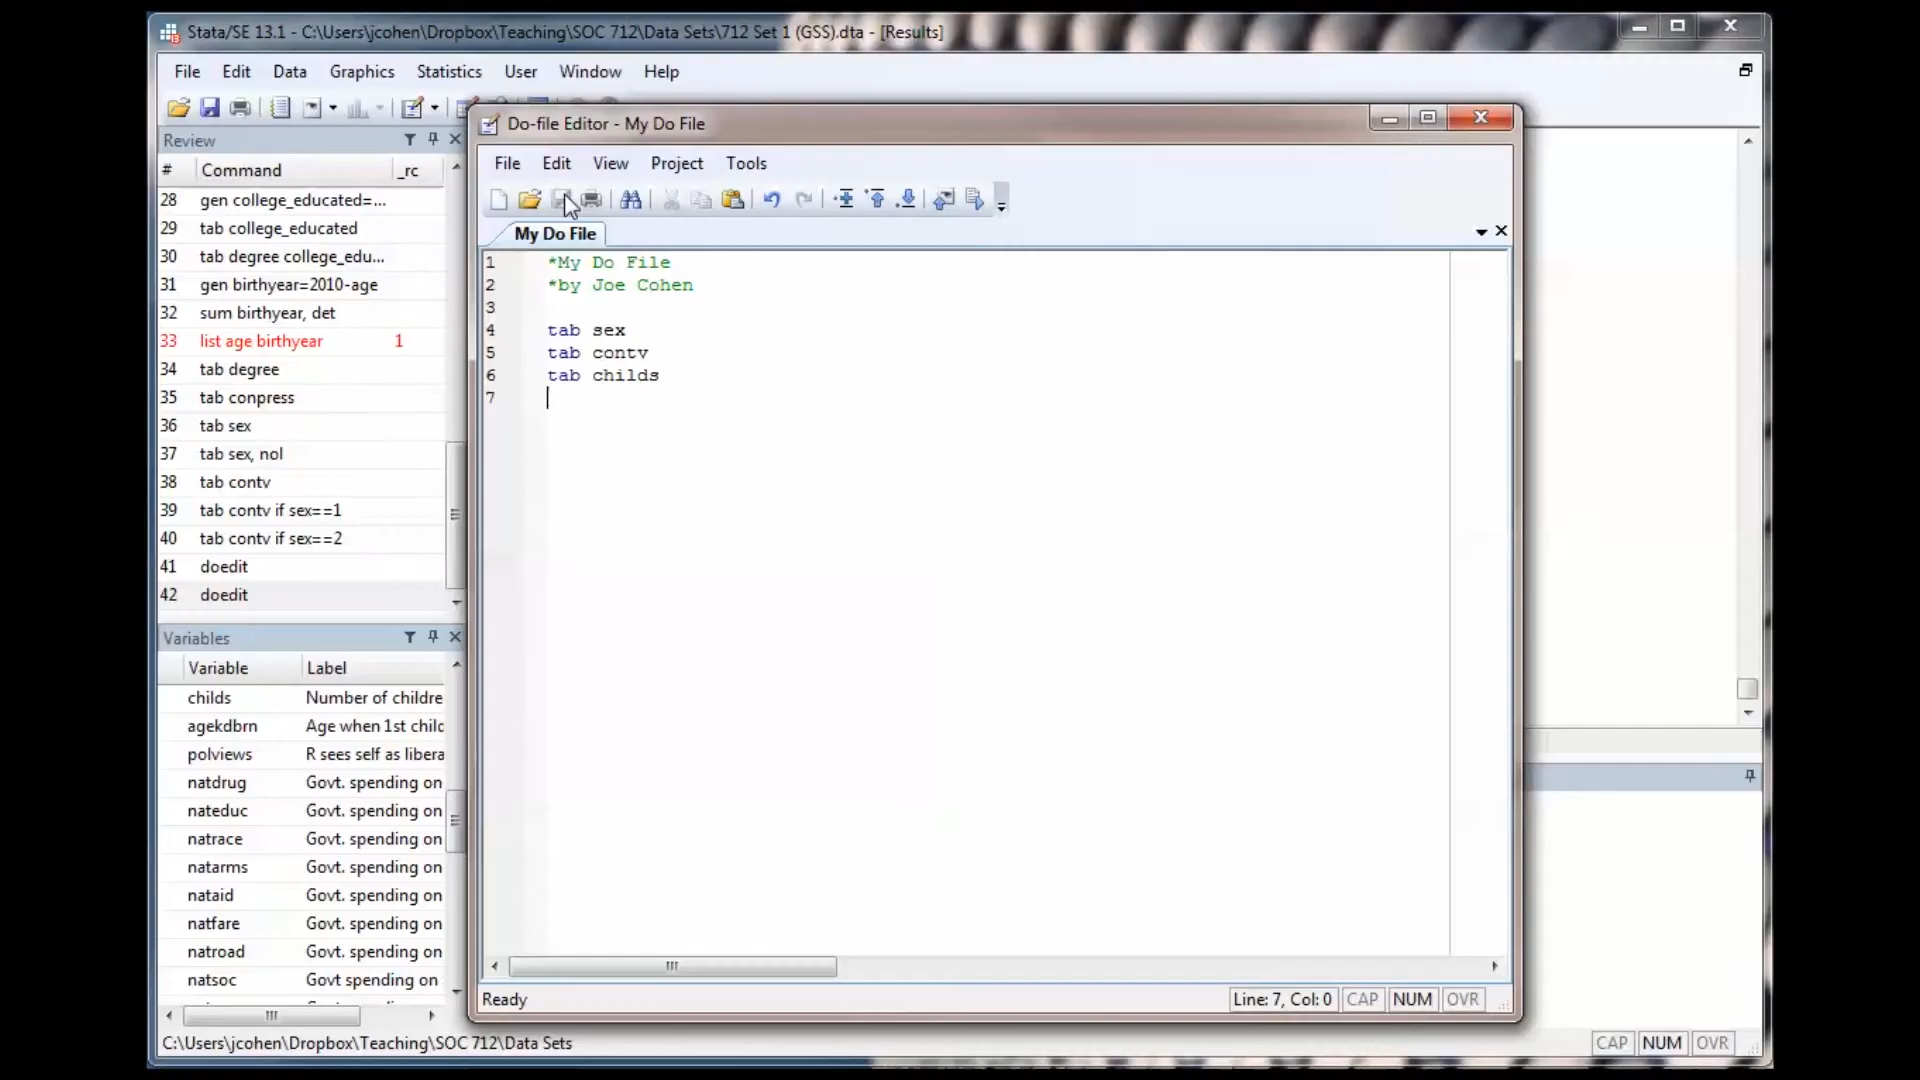 Stata/SE 13.1 - C:\Users\jcohen\Dropbox\Teaching\SOC 712\Data Sets\712 Set 1 (GSS).dta - [Results]
File Edit Data Graphics Statistics User Window Help
Review
# Command _rc
28 gen college_educated=...
29 tab college_educated
30 tab degree college_edu...
31 gen birthyear=2010-age
32 sum birthyear, det
33 list age birthyear 1
34 tab degree
35 tab conpress
36 tab sex
37 tab sex, nol
38 tab contv
39 tab contv if sex==1
40 tab contv if sex==2
41 doedit
42 doedit
Variables
Variable Label
childs Number of childre
agekdbrn Age when 1st chilc
polviews R sees self as libera
natdrug Govt. spending on
nateduc Govt. spending on
natrace Govt. spending on
natarms Govt. spending on
nataid Govt. spending on
natfare Govt. spending on
natroad Govt. spending on
natsoc Govt spending on
Do-file Editor - My Do File
File Edit View Project Tools
My Do File
1 *My Do File
2 *by Joe Cohen
3
4 tab sex
5 tab contv
6 tab childs
7
Ready Line: 7, Col: 0 CAP NUM OVR
C:\Users\jcohen\Dropbox\Teaching\SOC 712\Data Sets CAP NUM OVR